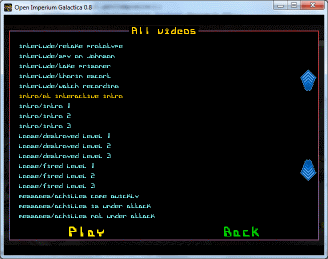 Open Imperium Galactica 0.8
All videos
interlude/retake prototype
interlude/spy on johnson
interlude/take prisoner
interlude/tharin escort
interlude/watch recording
intro/gt interactive intro
intro/intro 1
intro/intro 2
intro/intro 3
loose/destroyed level 1
loose/destroyed level 2
loose/destroyed level 3
loose/fired level 1
loose/fired level 2
loose/fired level 3
messages/achilles come quickly
messages/achilles is under attack
messages/achilles not under attack
Play
Back